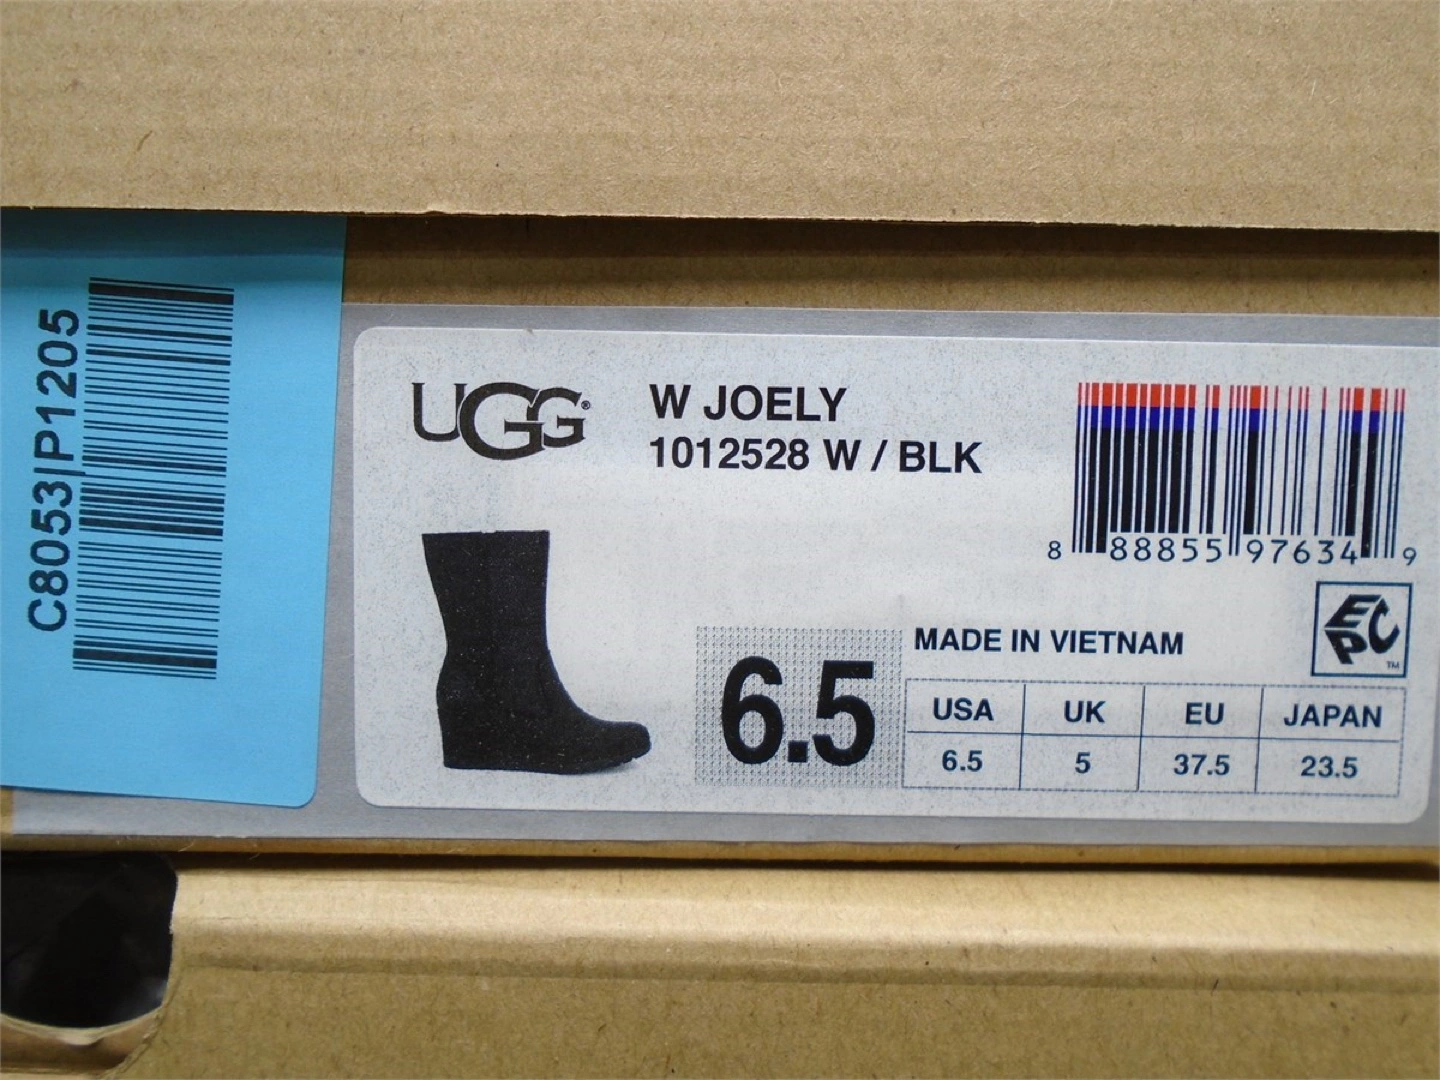 C8053|P1205
UGG®
W JOELY
1012528 W / BLK
8 88855 97634 9
EPC TM
MADE IN VIETNAM
6.5
USA UK EU JAPAN
6.5 5 37.5 23.5